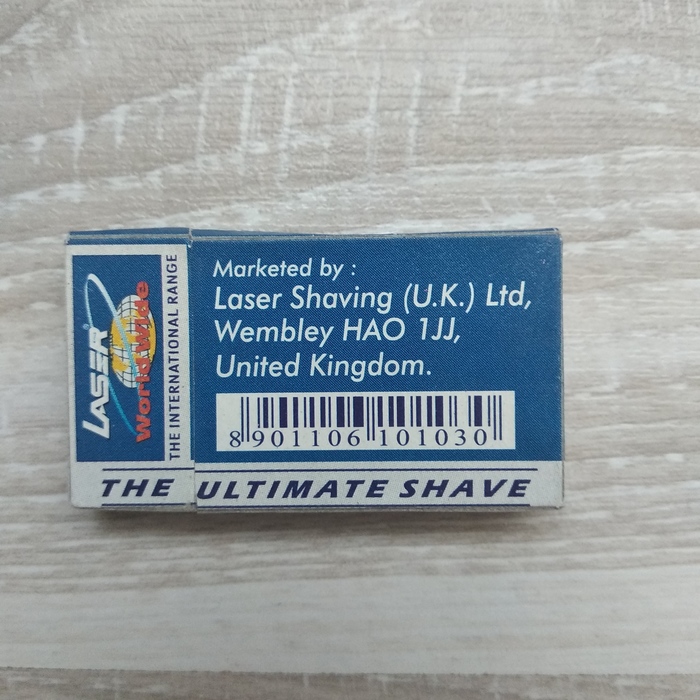 LASER
World Wide
THE INTERNATIONAL RANGE
Marketed by :
Laser Shaving (U.K.) Ltd,
Wembley HAO 1JJ,
United Kingdom.
8 901106 101030
THE ULTIMATE SHAVE